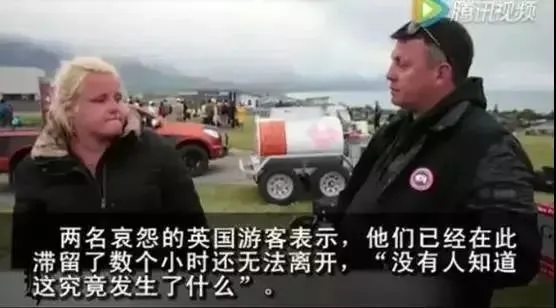 腾讯视频
两名哀怨的英国游客表示，他们已经在此
滞留了数个小时还无法离开，“没有人知道
这究竟发生了什么”。